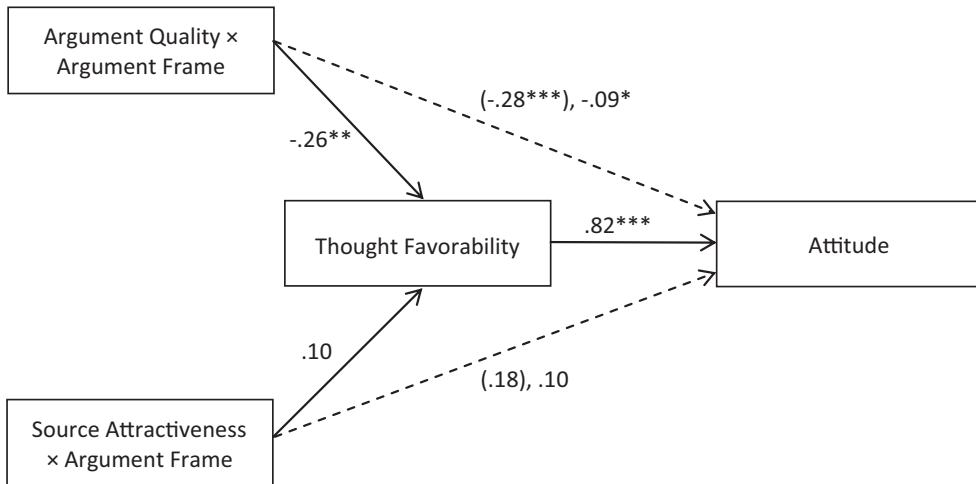 Argument Quality ×
Argument Frame
(-.28***), -.09*
-.26**
Thought Favorability
.82***
Attitude
.10
(.18), .10
Source Attractiveness
× Argument Frame